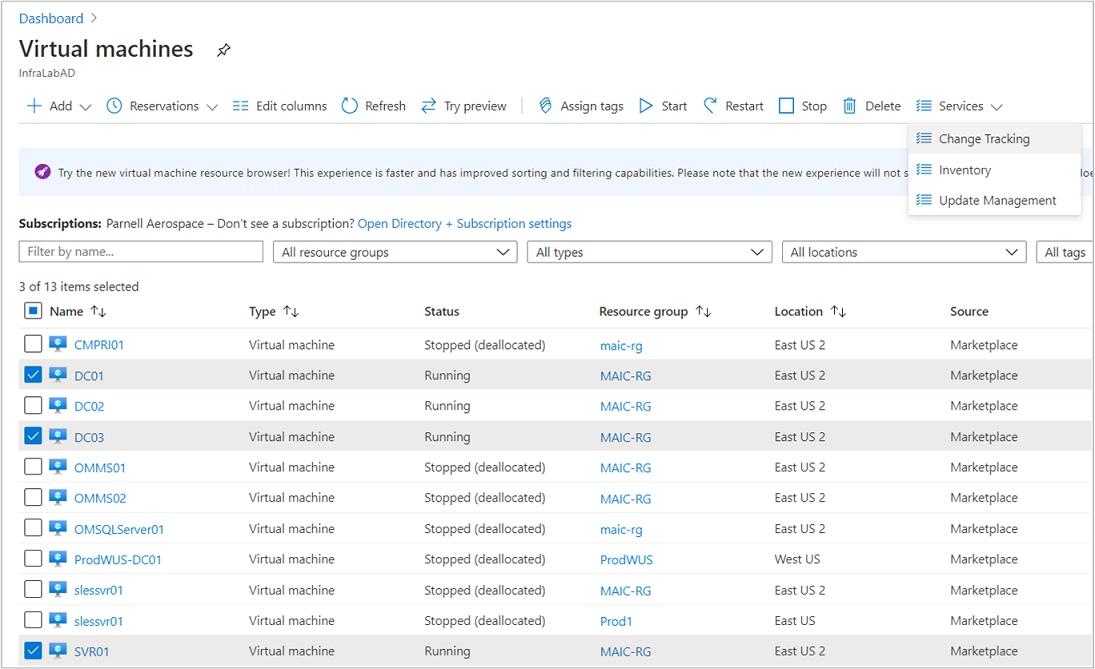 Dashboard >
Virtual machines
InfraLabAD
Add Reservations Edit columns Refresh Try preview Assign tags Start Restart Stop Delete Services
Change Tracking
Inventory
Update Management
Try the new virtual machine resource browser! This experience is faster and has improved sorting and filtering capabilities. Please note that the new experience will not
Subscriptions: Parnell Aerospace – Don't see a subscription? Open Directory + Subscription settings
Filter by name... All resource groups All types All locations All tags
3 of 13 items selected
Name ↑↓ Type ↑↓ Status Resource group ↑↓ Location ↑↓ Source
CMPRI01 Virtual machine Stopped (deallocated) maic-rg East US 2 Marketplace
DC01 Virtual machine Running MAIC-RG East US 2 Marketplace
DC02 Virtual machine Running MAIC-RG East US 2 Marketplace
DC03 Virtual machine Running MAIC-RG East US 2 Marketplace
OMMS01 Virtual machine Stopped (deallocated) MAIC-RG East US 2 Marketplace
OMMS02 Virtual machine Stopped (deallocated) MAIC-RG East US 2 Marketplace
OMSQLServer01 Virtual machine Stopped (deallocated) maic-rg East US 2 Marketplace
ProdWUS-DC01 Virtual machine Stopped (deallocated) ProdWUS West US Marketplace
slessvr01 Virtual machine Stopped (deallocated) MAIC-RG East US 2 Marketplace
slessvr01 Virtual machine Stopped (deallocated) Prod1 East US Marketplace
SVR01 Virtual machine Running MAIC-RG East US 2 Marketplace